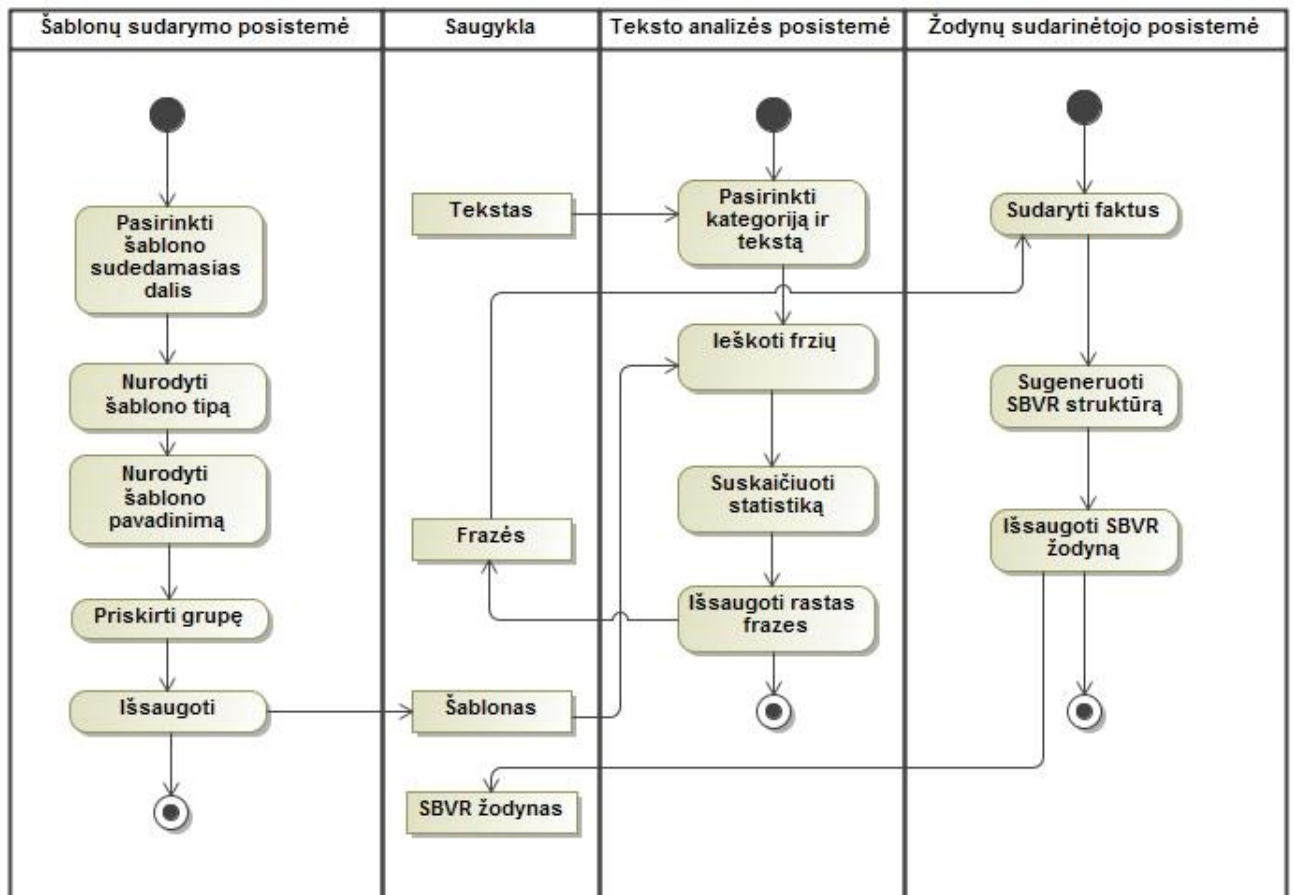 Šablonų sudarymo posistemė
Saugykla
Teksto analizės posistemė
Žodynų sudarinėtojo posistemė
Pasirinkti
šablono
sudedamasias
dalis
Nurodyti
šablono tipą
Nurodyti
šablono
pavadinimą
Priskirti grupę
Išsaugoti
Tekstas
Frazės
Šablonas
SBVR žodynas
Pasirinkti
kategoriją ir
tekstą
Ieškoti frzių
Suskaičiuoti
statistiką
Išsaugoti rastas
frazes
Sudaryti faktus
Sugeneruoti
SBVR struktūrą
Išsaugoti SBVR
žodyną